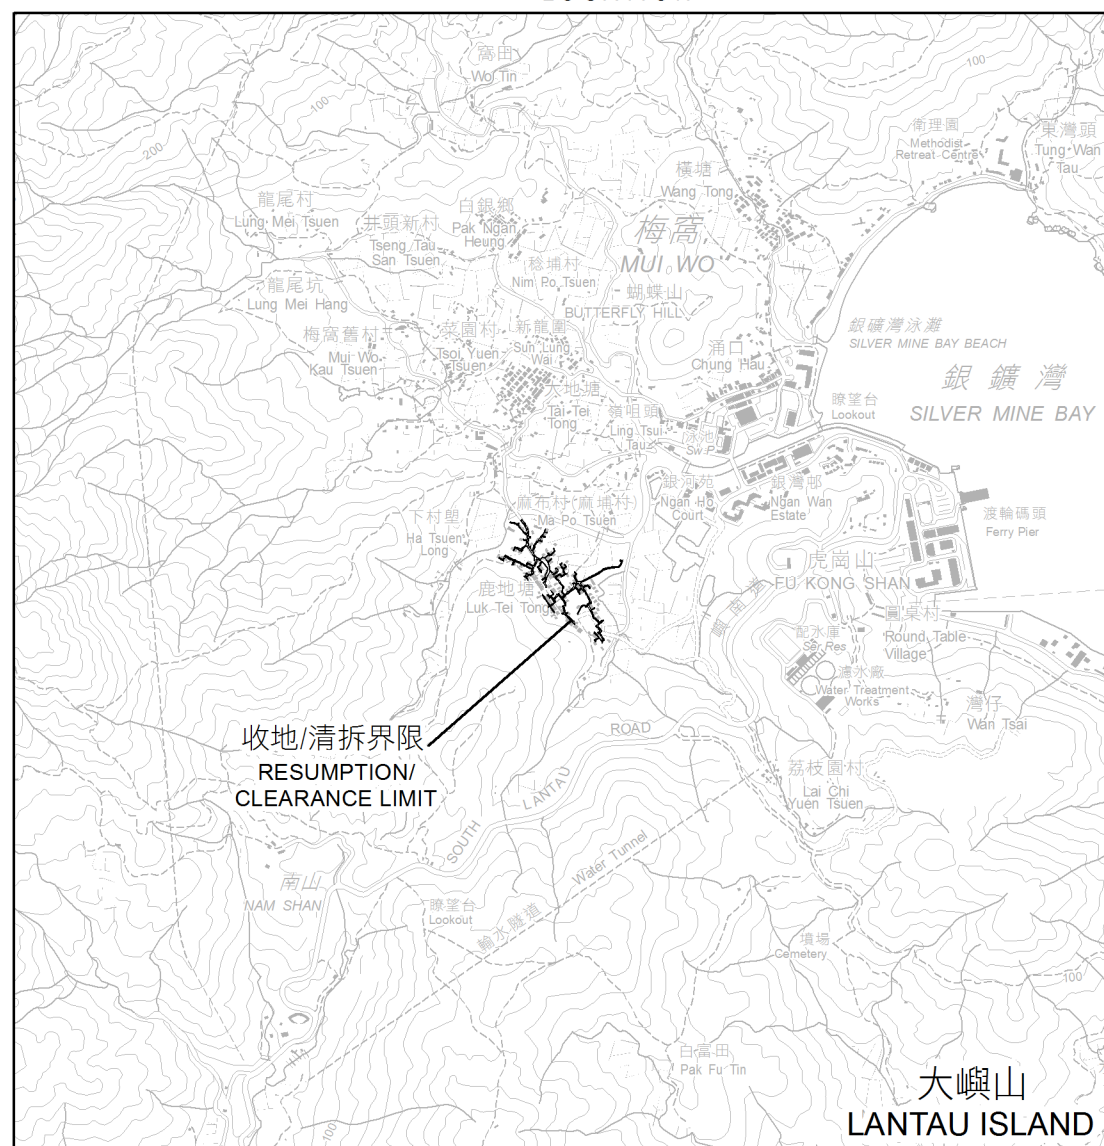 窩田
Wo Tin
100
100
200
衛理園
Methodist
Retreat Centre
東灣頭
Tung Wan
Tau
橫塘
Wang Tong
龍尾村
Lung Mei Tsuen
白銀鄉
Pak Ngan
Heung
井頭新村
Tseng Tau
San Tsuen
梅窩
MUI WO
稔埔村
Nim Po Tsuen
龍尾坑
Lung Mei Hang
蝴蝶山
BUTTERFLY HILL
梅窩舊村
Mui Wo
Kau Tsuen
菜園村
Tsoi Yuen
Tsuen
新龍圍
Sun Lung
Wai
銀礦灣泳灘
SILVER MINE BAY BEACH
涌口
Chung Hau
銀鑛灣
SILVER MINE BAY
瞭望台
Lookout
大地塘
Tai Tei
Tong
嶺咀頭
Ling Tsui
Tau
泳池
Sw P
銀河苑
Ngan Ho
Court
銀灣邨
Ngan Wan
Estate
渡輪碼頭
Ferry Pier
麻布村(麻埔村)
Ma Po Tsuen
下村塱
Ha Tsuen
Long
虎崗山
FU KONG SHAN
鹿地塘
Luk Tei Tong
嶼南道
圓桌村
Round Table
Village
配水庫
Ser Res
濾水廠
Water Treatment
Works
灣仔
Wan Tsai
收地/清拆界限
RESUMPTION/
CLEARANCE LIMIT
SOUTH LANTAU ROAD
荔枝園村
Lai Chi
Yuen Tsuen
Water Tunnel
輸水隧道
南山
NAM SHAN
瞭望台
Lookout
墳場
Cemetery
100
白富田
Pak Fu Tin
100
大嶼山
LANTAU ISLAND